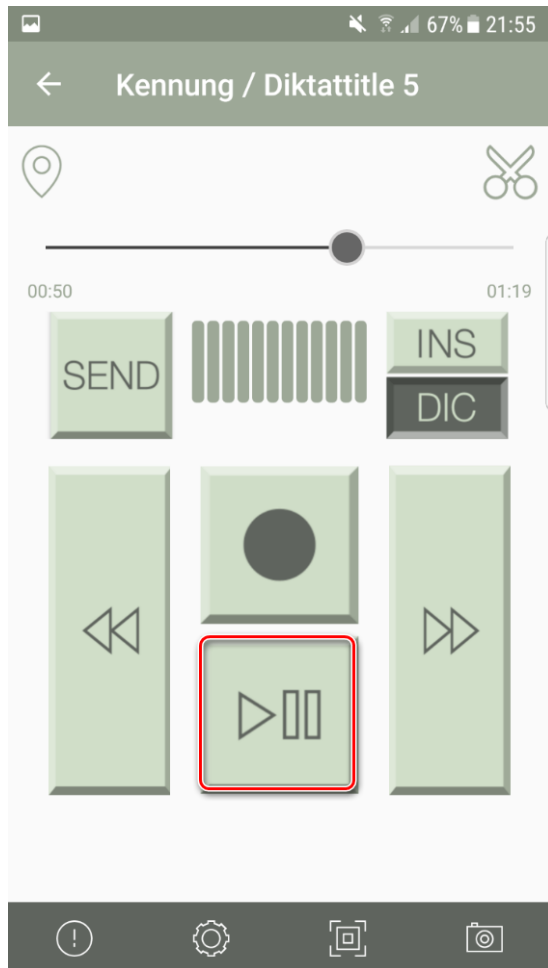 67% 21:55
Kennung / Diktattitle 5
00:50 01:19
SEND
INS
DIC